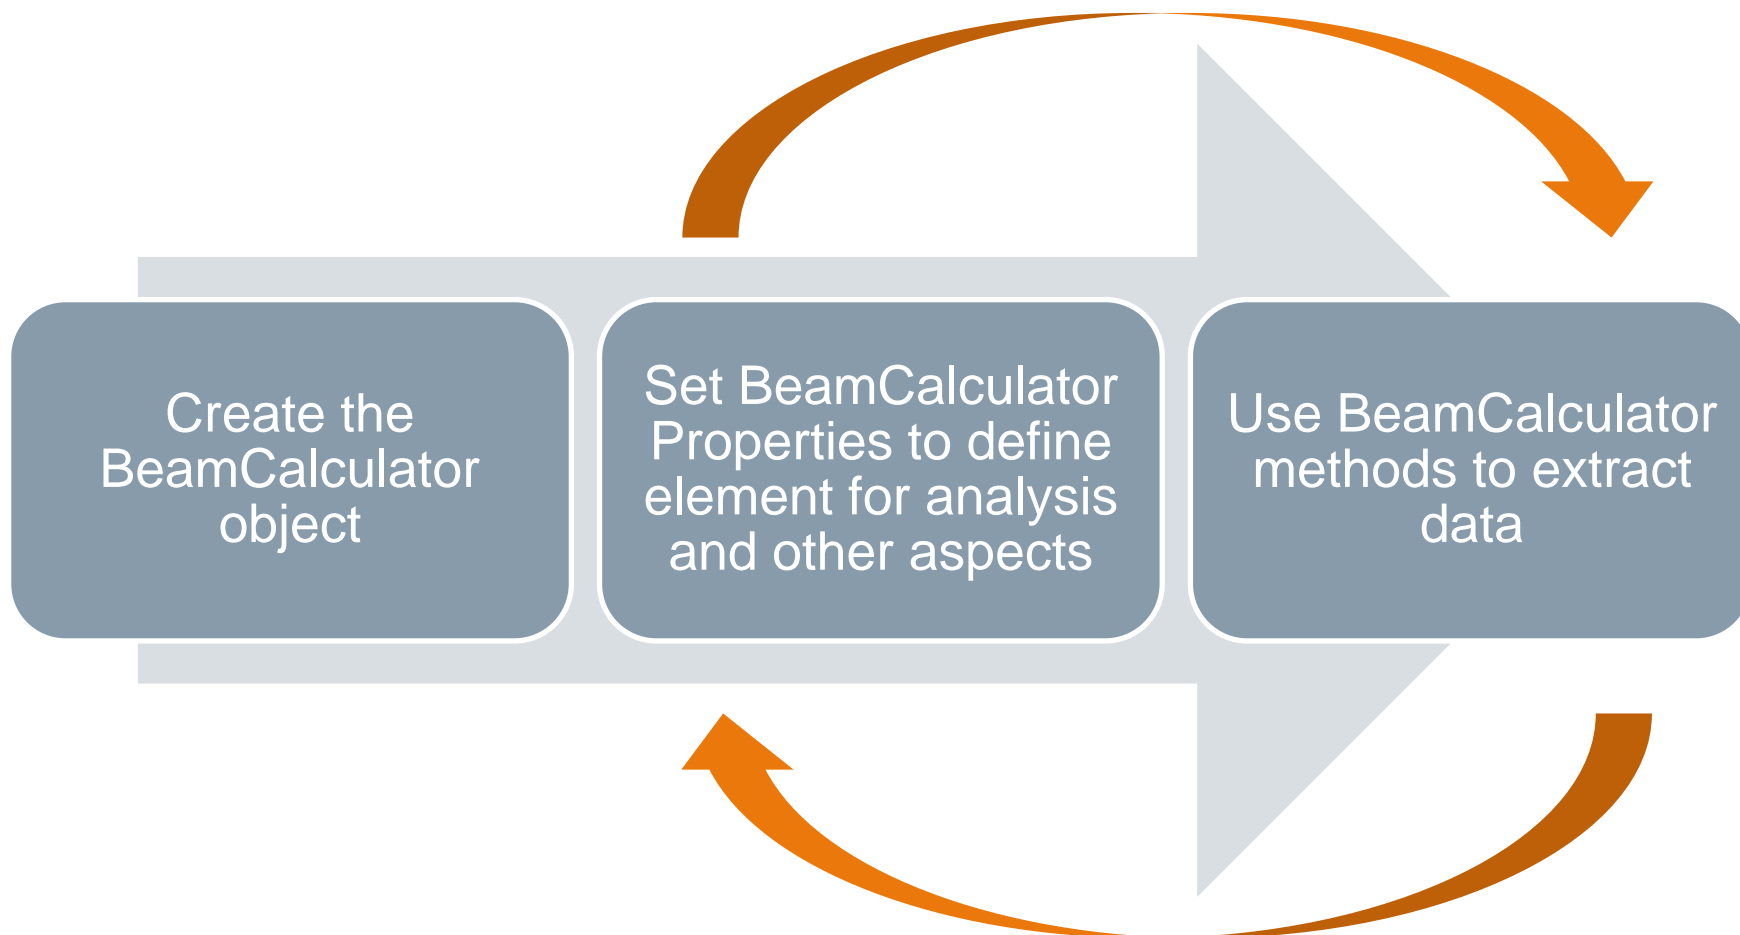 Create the
BeamCalculator
object
Set BeamCalculator
Properties to define
element for analysis
and other aspects
Use BeamCalculator
methods to extract
data